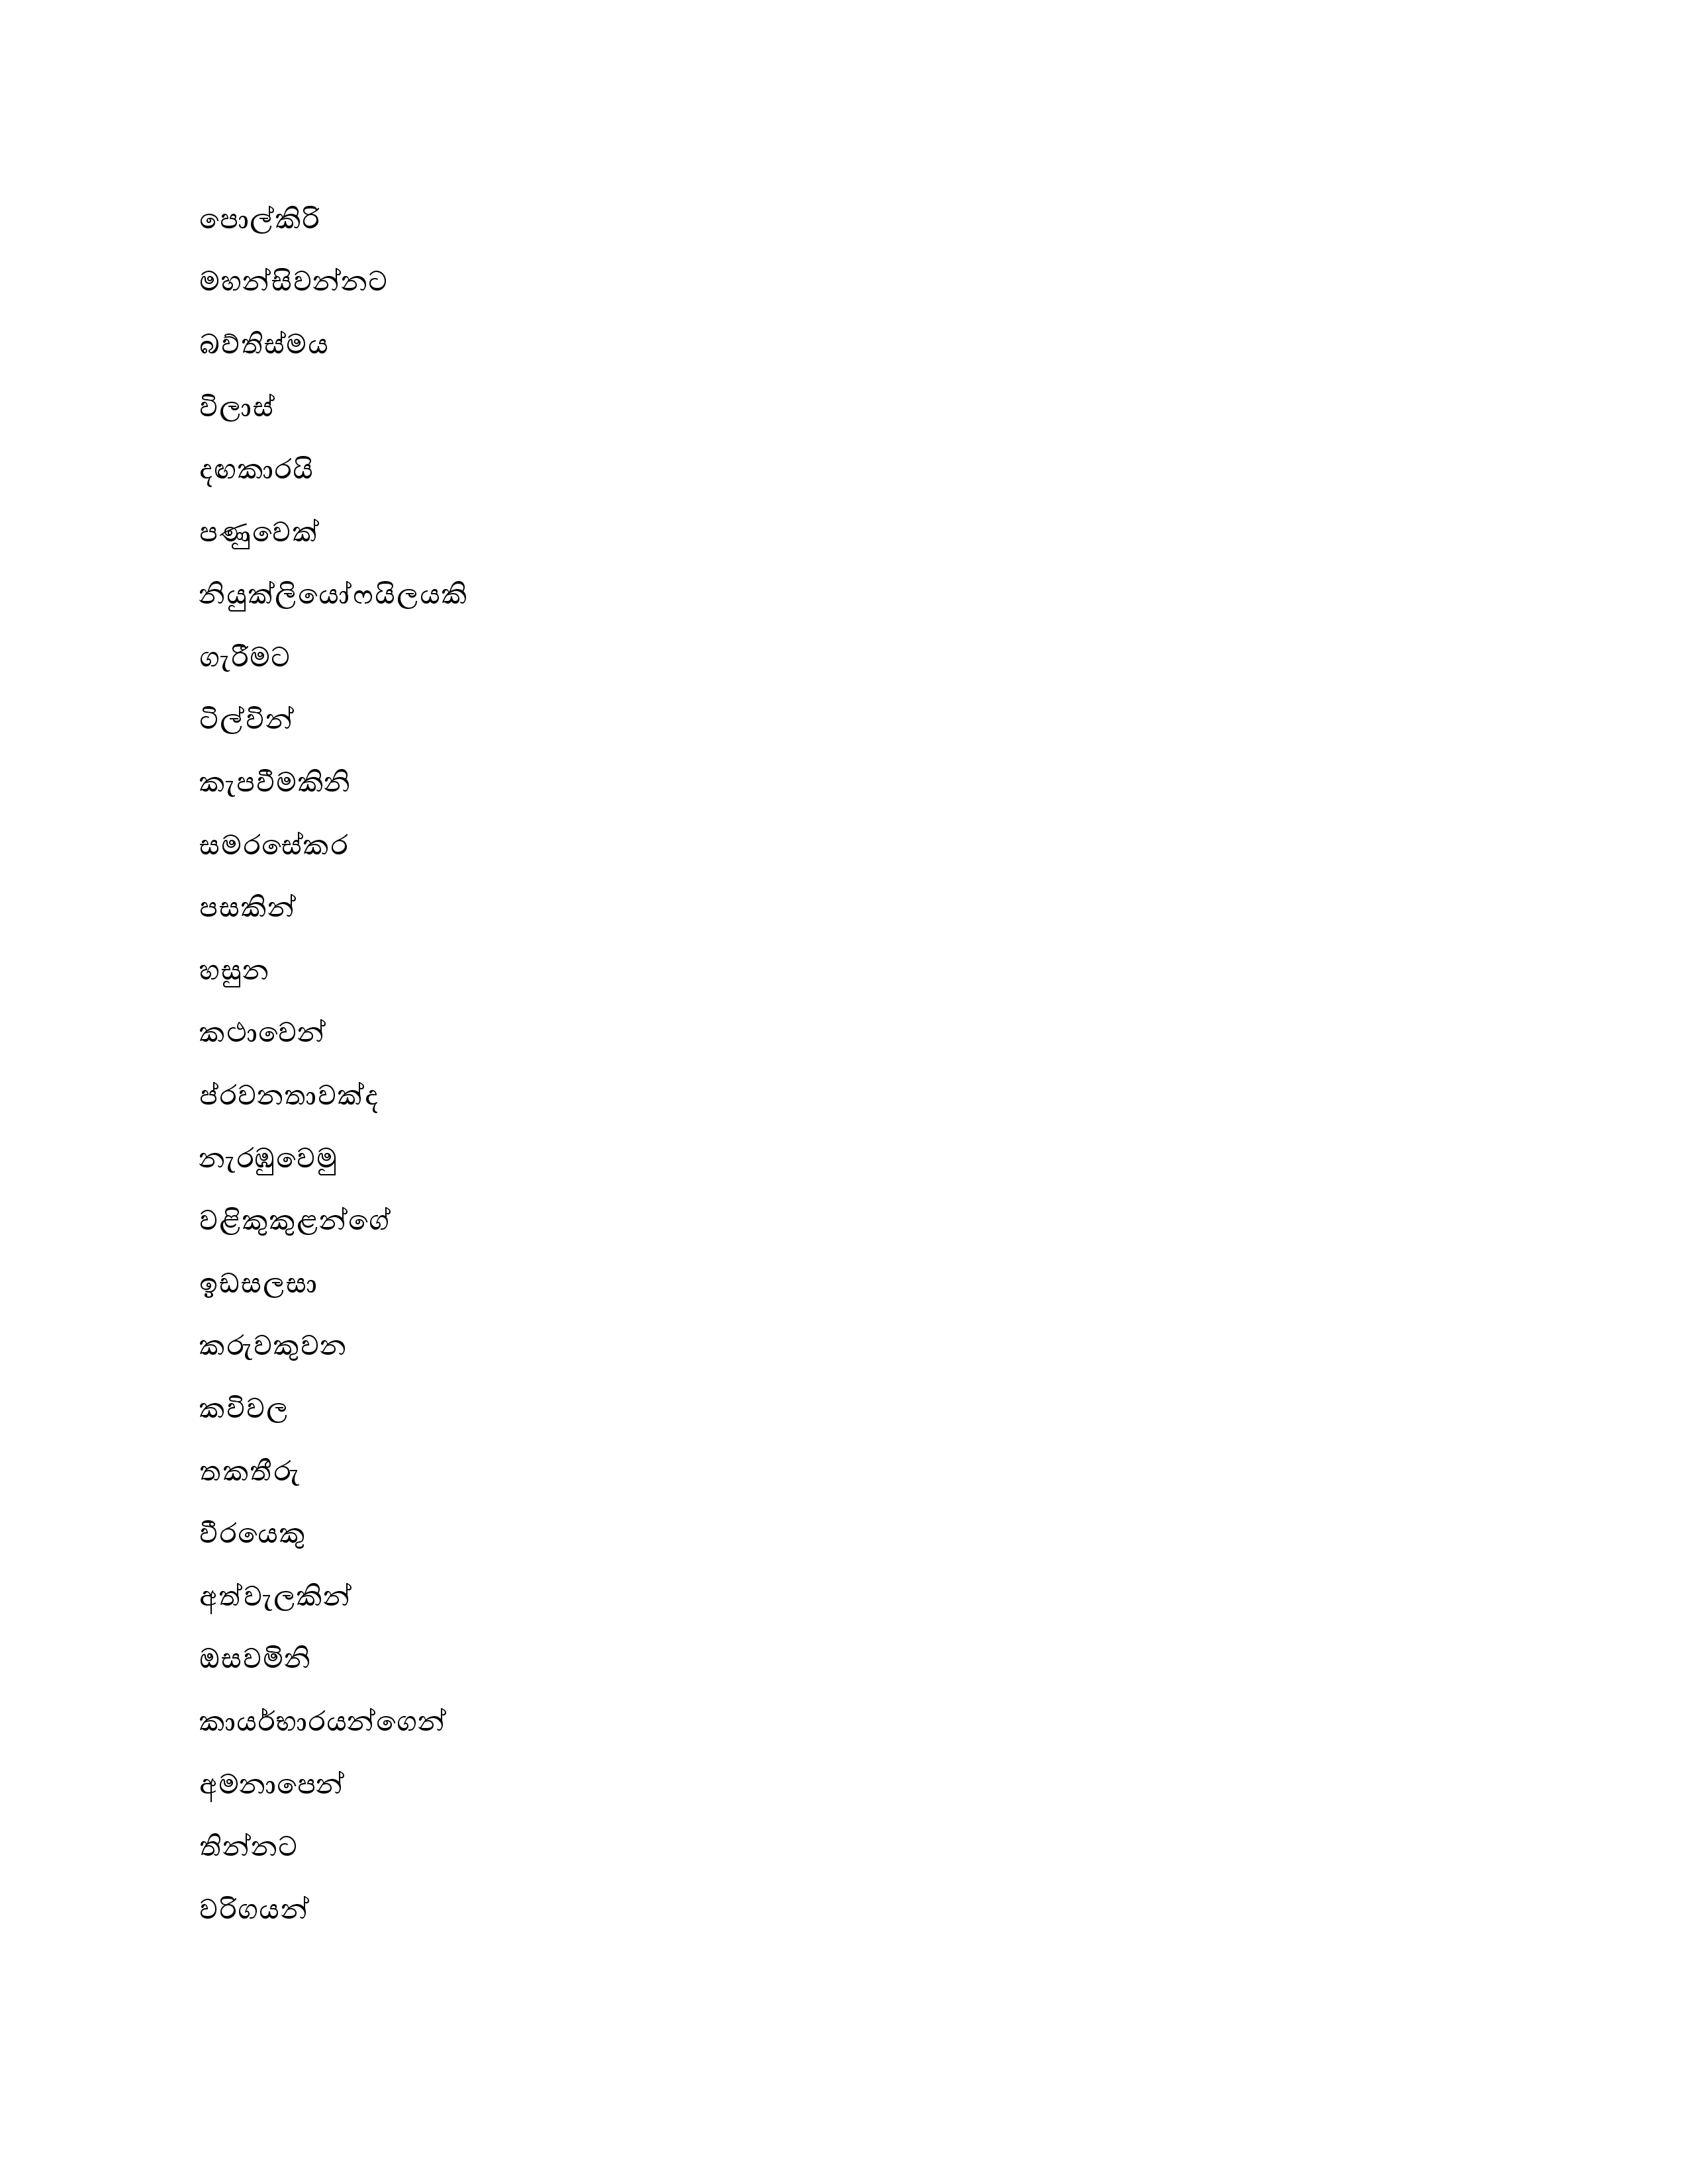 පොල්කිරි
මහන්සිවන්නට
බව්තිස්මය
විලාස්
දඟකාරයි
පණුවෙක්
නියුක්ලියෝෆයිලයකි
ගැරීමට
ටිල්වින්
කැපවීමකිනි
සමරසේකර
පසකින්
හසුන
කථාවෙන්
ප්රවනතාවක්ද
නැරඹුවෙමු
වළිකුකුළන්ගේ
ඉඩසලසා
කරුවකුවන
කවිවල
තකතීරු
වීරයෙකු
අත්වැලකින්
ඔසවමිනි
කාර්යභාරයන්ගෙන්
අමනාපෙන්
තින්නට
වරිගයන්